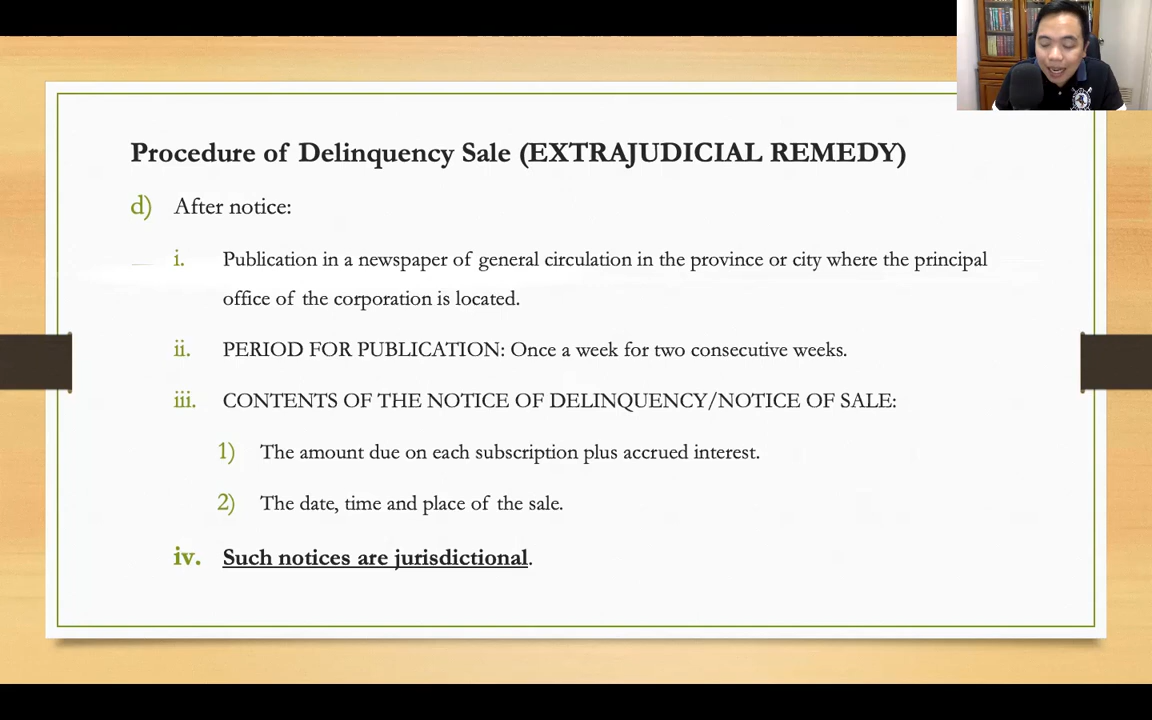 Procedure of Delinquency Sale (EXTRAJUDICIAL REMEDY)
d) After notice:
i. Publication in a newspaper of general circulation in the province or city where the principal
office of the corporation is located.
ii. PERIOD FOR PUBLICATION: Once a week for two consecutive weeks.
iii. CONTENTS OF THE NOTICE OF DELINQUENCY/NOTICE OF SALE:
1) The amount due on each subscription plus accrued interest.
2) The date, time and place of the sale.
iv. Such notices are jurisdictional.